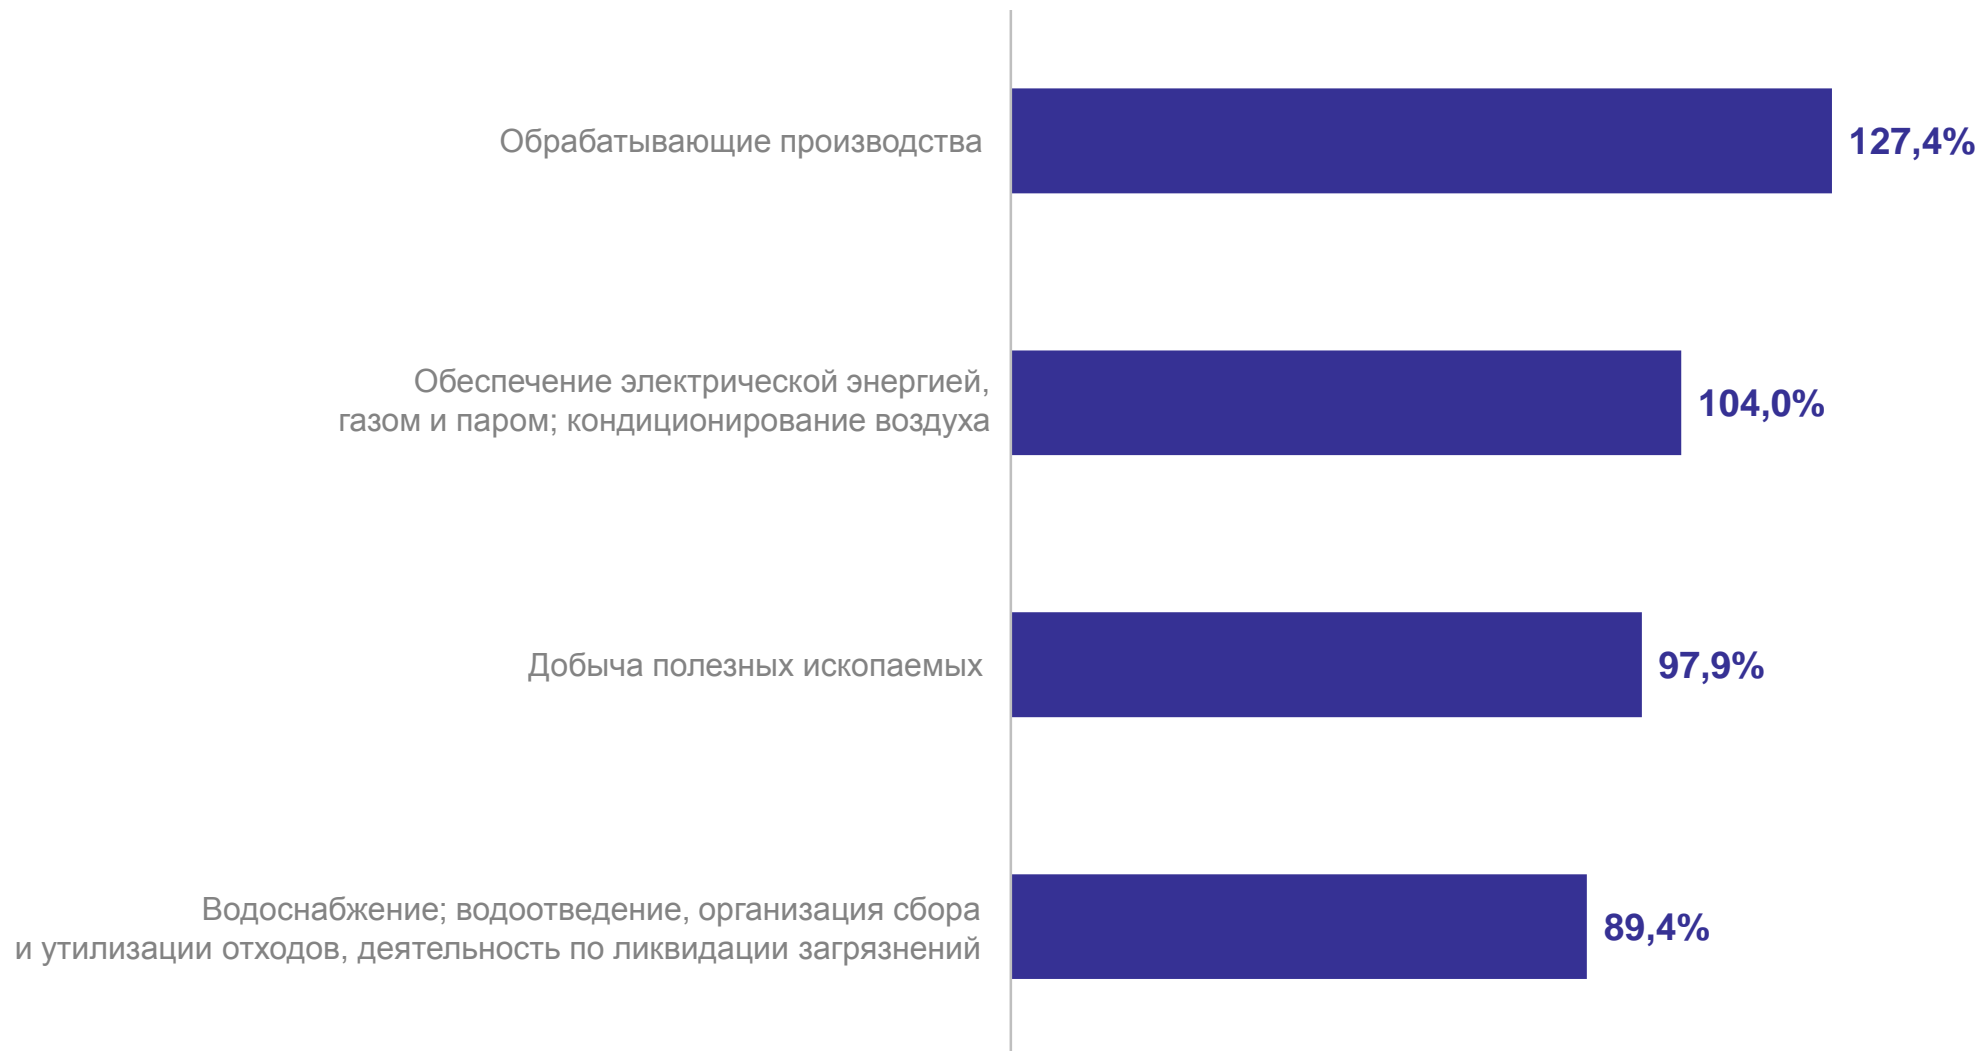 Обрабатывающие производства
127,4%
Обеспечение электрической энергией,
газом и паром; кондиционирование воздуха
104,0%
Добыча полезных ископаемых
97,9%
Водоснабжение; водоотведение, организация сбора
и утилизации отходов, деятельность по ликвидации загрязнений
89,4%